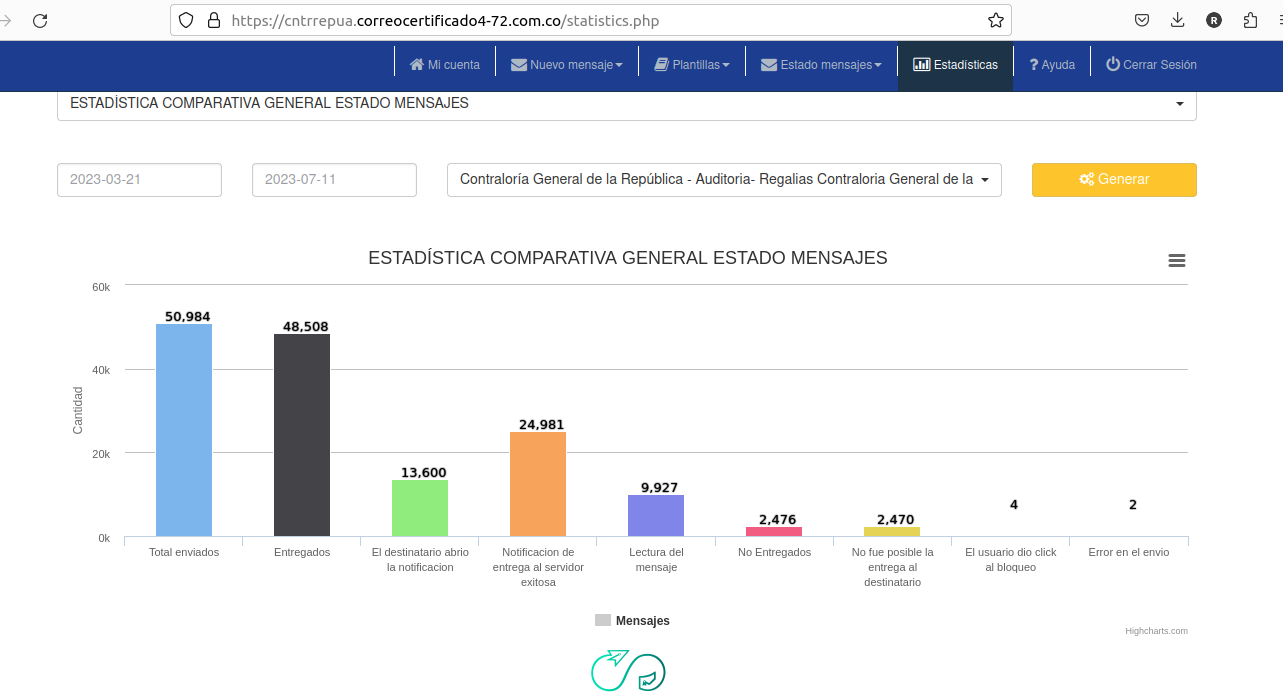 https://cntrrepua.correocertificado4-72.com.co/statistics.php
R
Mi cuenta
Nuevo mensaje
Plantillas
Estado mensajes
Estadísticas
? Ayuda
Cerrar Sesión
ESTADÍSTICA COMPARATIVA GENERAL ESTADO MENSAJES
2023-03-21
2023-07-11
Contraloría General de la República - Auditoria- Regalias Contraloria General de la
Generar
ESTADÍSTICA COMPARATIVA GENERAL ESTADO MENSAJES
Cantidad
60k
40k
20k
0k
50,984
48,508
13,600
24,981
9,927
2,476
2,470
4
2
Total enviados
Entregados
El destinatario abrio
la notificacion
Notificacion de
entrega al servidor
exitosa
Lectura del
mensaje
No Entregados
No fue posible la
entrega al
destinatario
El usuario dio click
al bloqueo
Error en el envio
Mensajes
Highcharts.com